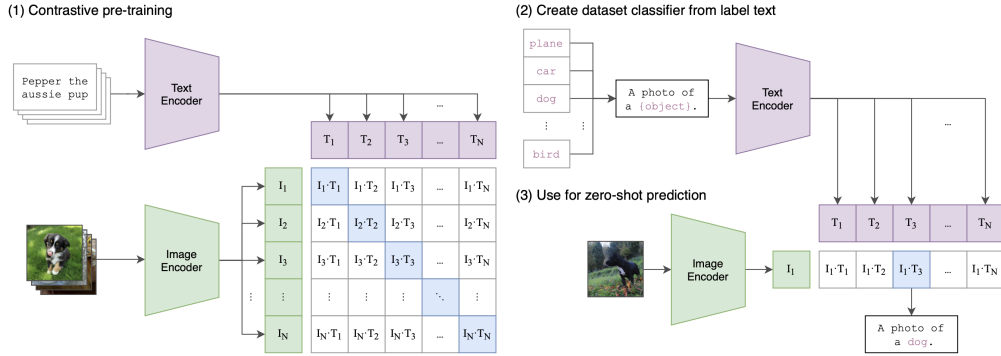 (1) Contrastive pre-training
Pepper the
aussie pup
Text
Encoder
...
T1 T2 T3 ... TN
I1 I1·T1 I1·T2 I1·T3 ... I1·TN
I2 I2·T1 I2·T2 I2·T3 ... I2·TN
I3 I3·T1 I3·T2 I3·T3 ... I3·TN
⋮ ⋮ ⋮ ⋮ ⋱ ⋮
IN IN·T1 IN·T2 IN·T3 ... IN·TN
Image
Encoder
(2) Create dataset classifier from label text
plane
car
dog
⋮ ⋮
bird
A photo of
a {object}.
Text
Encoder
...
(3) Use for zero-shot prediction
T1 T2 T3 ... TN
Image
Encoder
I1 I1·T1 I1·T2 I1·T3 ... I1·TN
A photo of
a dog.